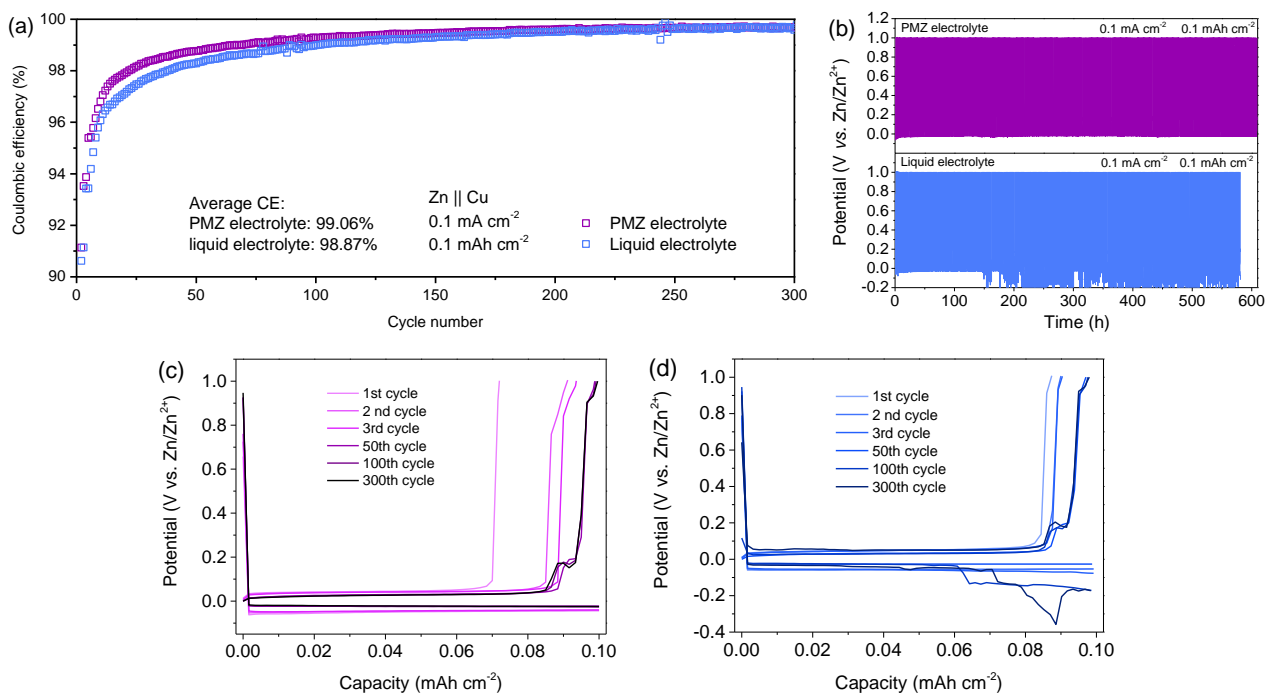 (a)
100
98
96
94
92
90
Coulombic efficiency (%)
Average CE:
PMZ electrolyte: 99.06%
liquid electrolyte: 98.87%
Zn || Cu
0.1 mA cm-2
0.1 mAh cm-2
PMZ electrolyte
Liquid electrolyte
0 50 100 150 200 250 300
Cycle number
(b)
PMZ electrolyte 0.1 mA cm-2 0.1 mAh cm-2
1.2
1.0
0.8
0.6
0.4
0.2
0.0
Liquid electrolyte 0.1 mA cm-2 0.1 mAh cm-2
1.0
0.8
0.6
0.4
0.2
0.0
-0.2
Potential (V vs. Zn/Zn2+)
0 100 200 300 400 500 600
Time (h)
(c)
1.0
0.8
0.6
0.4
0.2
0.0
Potential (V vs. Zn/Zn2+)
1st cycle
2 nd cycle
3rd cycle
50th cycle
100th cycle
300th cycle
0.00 0.02 0.04 0.06 0.08 0.10
Capacity (mAh cm-2)
(d)
1.0
0.8
0.6
0.4
0.2
0.0
-0.2
-0.4
Potential (V vs. Zn/Zn2+)
1st cycle
2 nd cycle
3rd cycle
50th cycle
100th cycle
300th cycle
0.00 0.02 0.04 0.06 0.08 0.10
Capacity (mAh cm-2)